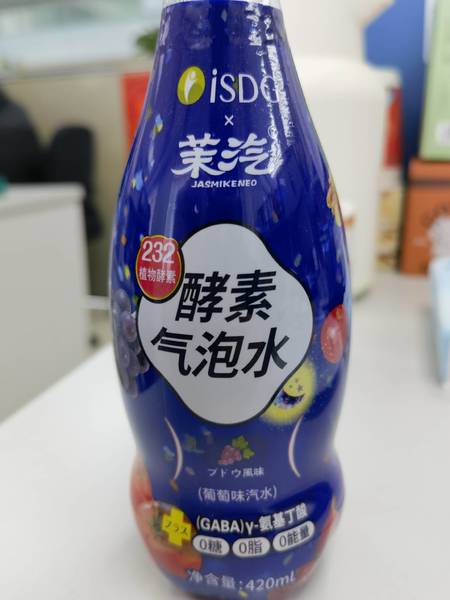 iSDG
×
茉汽
JASMIKENEO
232
植物酵素
酵素
气泡水
ブドウ風味
(葡萄味汽水)
プラス
(GABA)γ-氨基丁酸
0糖 0脂 0能量
净含量:420mL